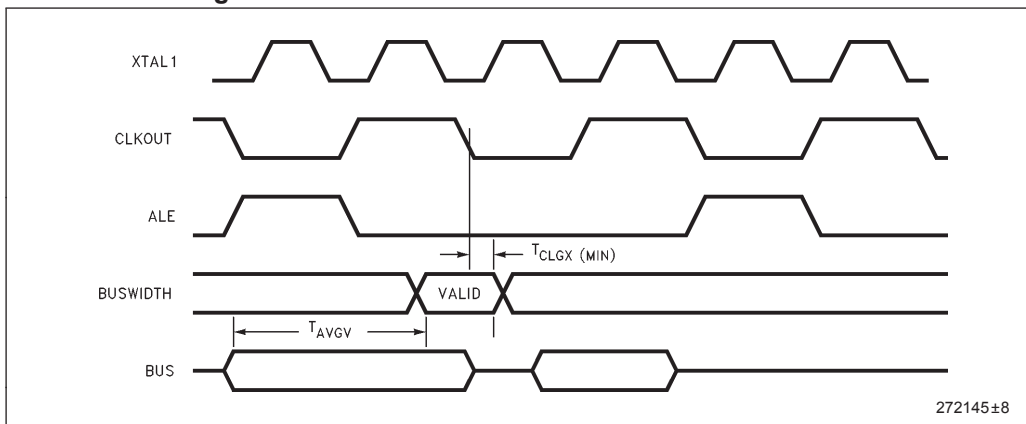 g
XTAL1
CLKOUT
ALE
TCLGX (MIN)
BUSWIDTH
VALID
TAVGV
BUS
272145±8